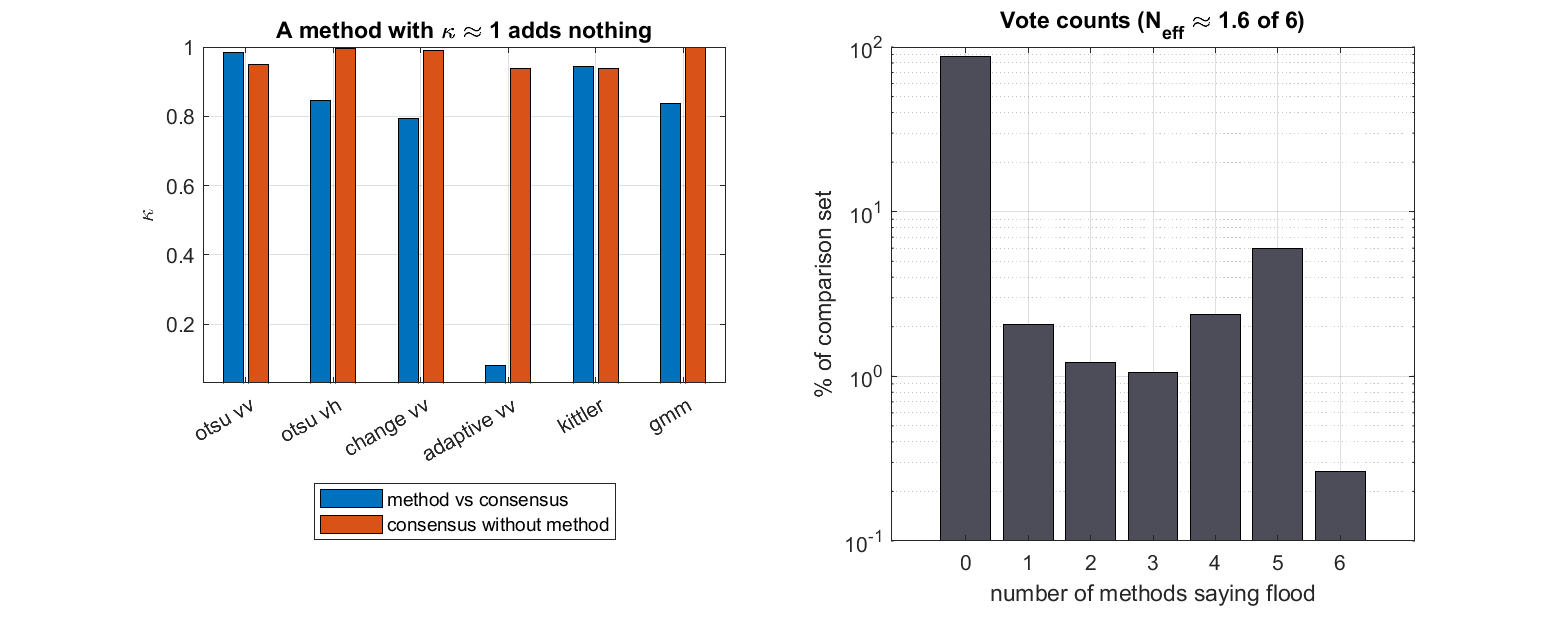 A method with κ ≈ 1 adds nothing
1
0.8
0.6
0.4
0.2
κ
otsu vv
otsu vh
change vv
adaptive vv
kittler
gmm
method vs consensus
consensus without method
Vote counts (N_eff ≈ 1.6 of 6)
10^2
10^1
10^0
10^-1
% of comparison set
0 1 2 3 4 5 6
number of methods saying flood